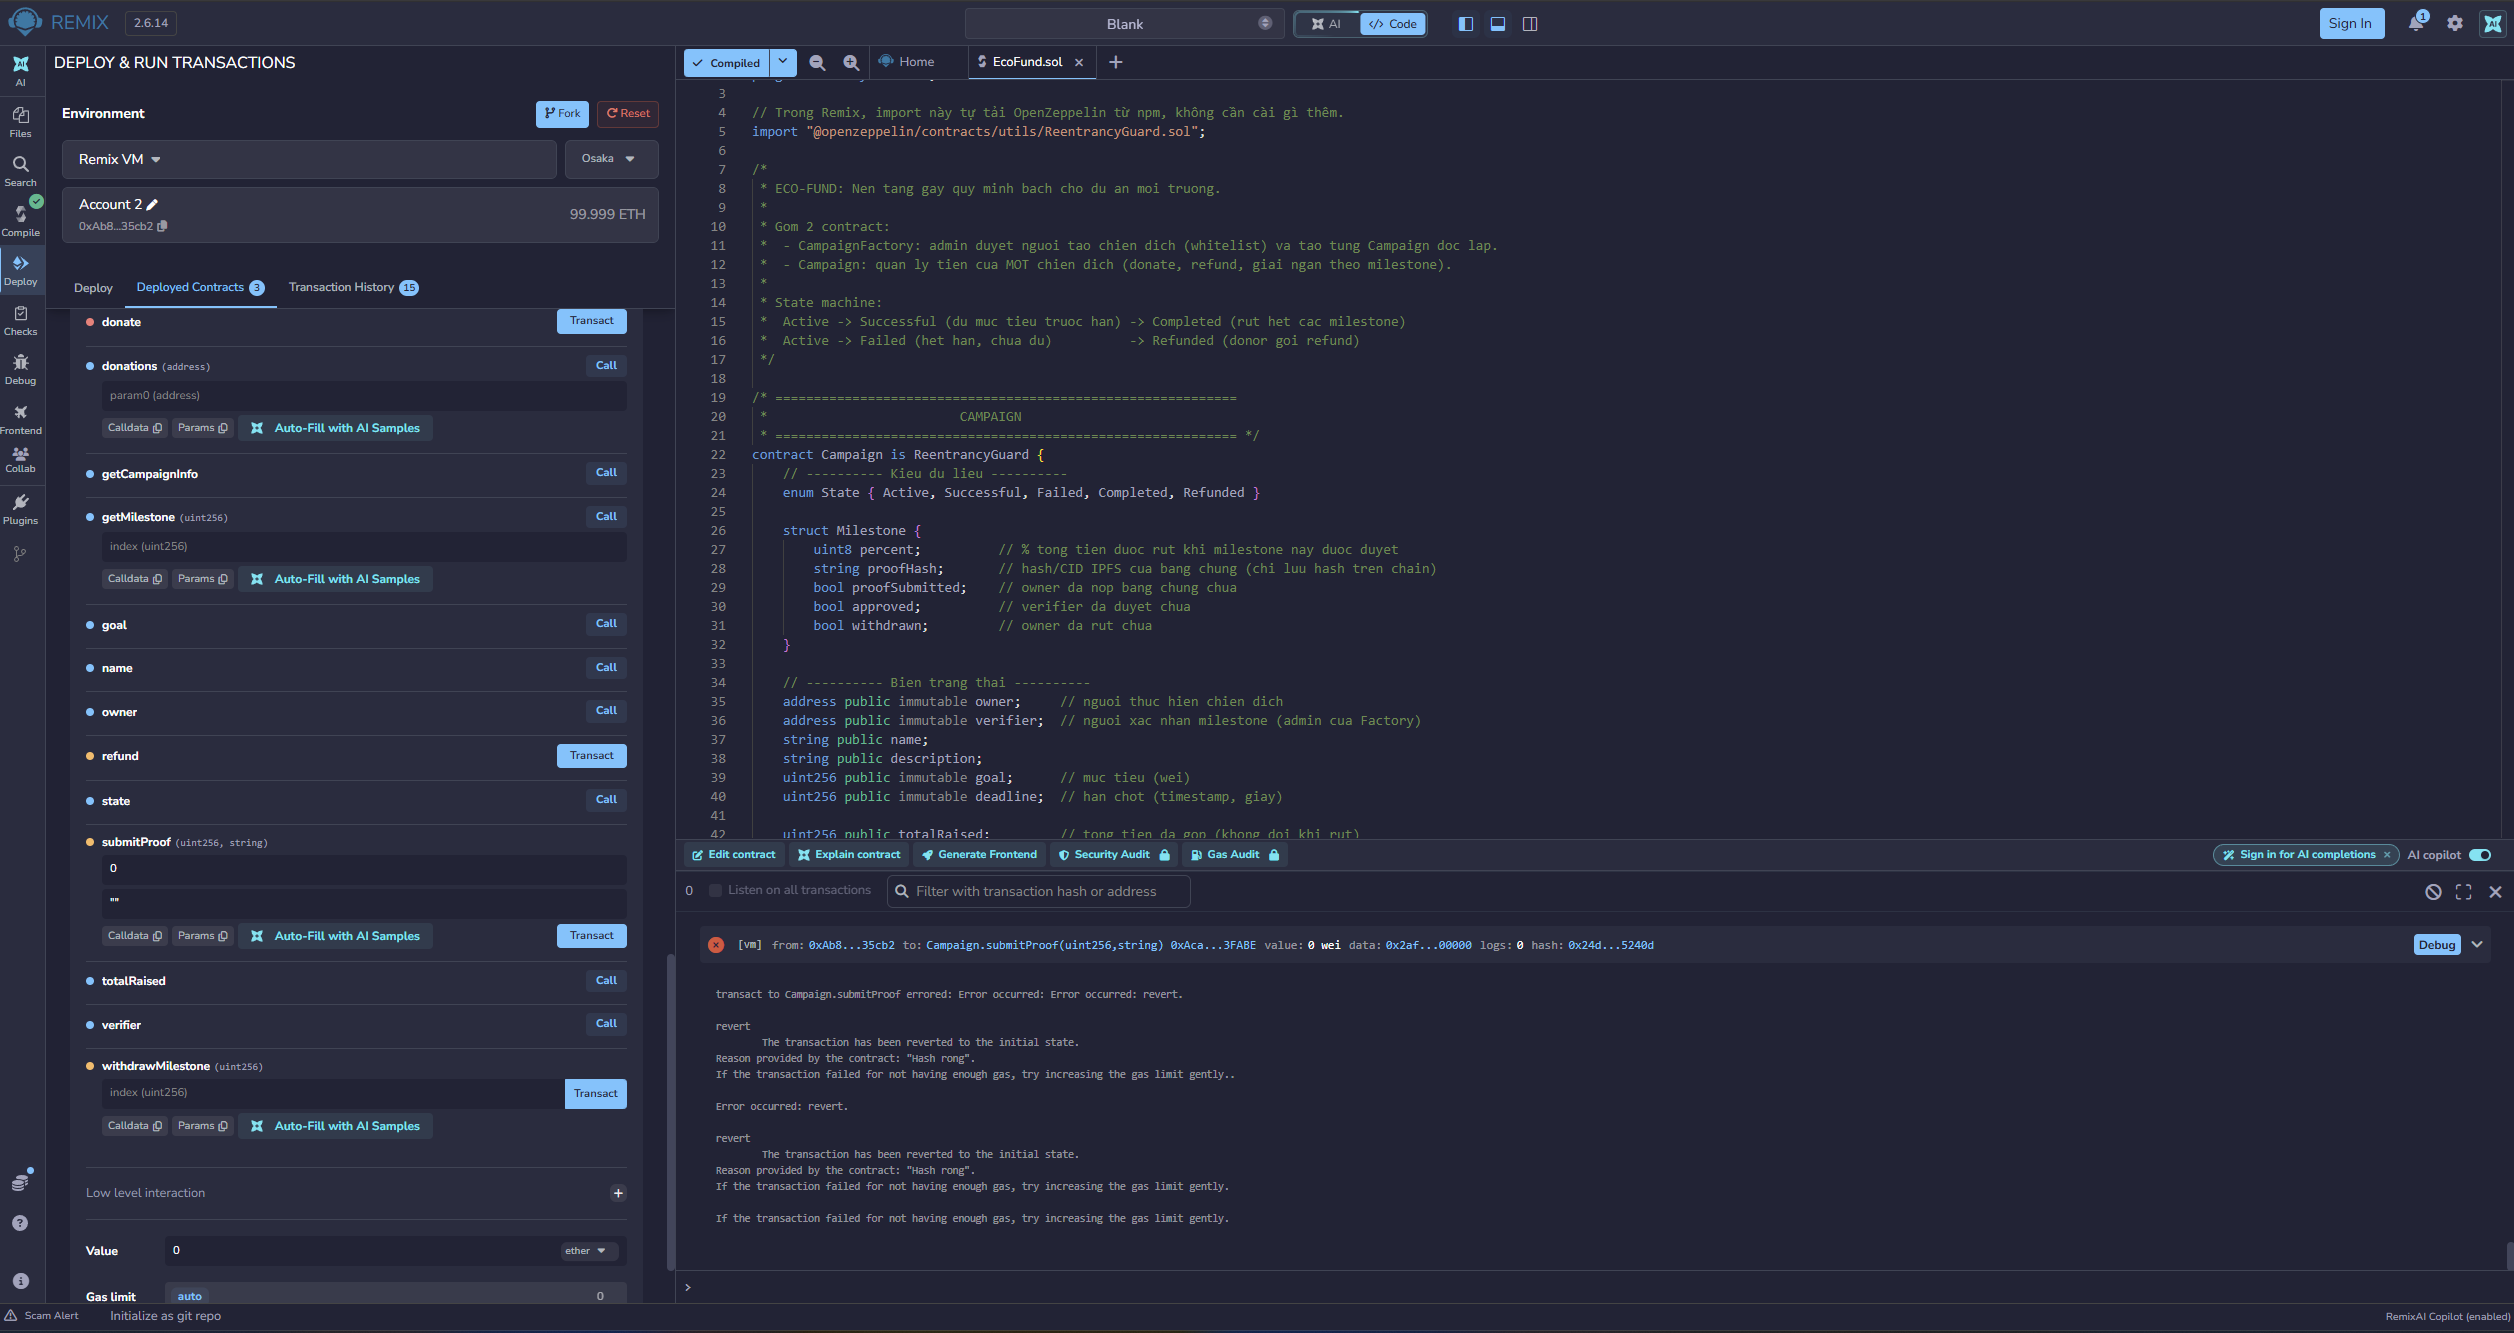 REMIX 2.6.14
Blank
AI </> Code
Sign In
1
AI
DEPLOY & RUN TRANSACTIONS
AI
Files
Search
Compile
Deploy
Checks
Debug
Frontend
Collab
Plugins
Environment
Fork
Reset
Remix VM
Osaka
Account 2
0xAb8...35cb2
99.999 ETH
Deploy
Deployed Contracts 3
Transaction History 15
donate
Transact
donations (address)
Call
param0 (address)
Calldata Params Auto-Fill with AI Samples
getCampaignInfo
Call
getMilestone (uint256)
Call
index (uint256)
Calldata Params Auto-Fill with AI Samples
goal
Call
name
Call
owner
Call
refund
Transact
state
Call
submitProof (uint256, string)
0
""
Calldata Params Auto-Fill with AI Samples
Transact
totalRaised
Call
verifier
Call
withdrawMilestone (uint256)
index (uint256)
Transact
Calldata Params Auto-Fill with AI Samples
Low level interaction
Value 0 ether
Gas limit auto 0
Compiled
Home
EcoFund.sol
3
4 // Trong Remix, import này tự tải OpenZeppelin từ npm, không cần cài gì thêm.
5 import "@openzeppelin/contracts/utils/ReentrancyGuard.sol";
6
7 /*
8 * ECO-FUND: Nen tang gay quy minh bach cho du an moi truong.
9 *
10 * Gom 2 contract:
11 * - CampaignFactory: admin duyet nguoi tao chien dich (whitelist) va tao tung Campaign doc lap.
12 * - Campaign: quan ly tien cua MOT chien dich (donate, refund, giai ngan theo milestone).
13 *
14 * State machine:
15 * Active -> Successful (du muc tieu truoc han) -> Completed (rut het cac milestone)
16 * Active -> Failed (het han, chua du) -> Refunded (donor goi refund)
17 */
18
19 /* ============================================================
20 * CAMPAIGN
21 * ============================================================ */
22 contract Campaign is ReentrancyGuard {
23 // ---------- Kieu du lieu ----------
24 enum State { Active, Successful, Failed, Completed, Refunded }
25
26 struct Milestone {
27 uint8 percent; // % tong tien duoc rut khi milestone nay duoc duyet
28 string proofHash; // hash/CID IPFS cua bang chung (chi luu hash tren chain)
29 bool proofSubmitted; // owner da nop bang chung chua
30 bool approved; // verifier da duyet chua
31 bool withdrawn; // owner da rut chua
32 }
33
34 // ---------- Bien trang thai ----------
35 address public immutable owner; // nguoi thuc hien chien dich
36 address public immutable verifier; // nguoi xac nhan milestone (admin cua Factory)
37 string public name;
38 string public description;
39 uint256 public immutable goal; // muc tieu (wei)
40 uint256 public immutable deadline; // han chot (timestamp, giay)
41
42 uint256 public totalRaised; // tong tien da gop (khong doi khi rut)
Edit contract
Explain contract
Generate Frontend
Security Audit
Gas Audit
Sign in for AI completions ×
AI copilot
0 Listen on all transactions
Filter with transaction hash or address
[vm] from: 0xAb8...35cb2 to: Campaign.submitProof(uint256,string) 0xAca...3FABE value: 0 wei data: 0x2af...00000 logs: 0 hash: 0x24d...5240d
Debug
transact to Campaign.submitProof errored: Error occurred: Error occurred: revert.
revert
The transaction has been reverted to the initial state.
Reason provided by the contract: "Hash rong".
If the transaction failed for not having enough gas, try increasing the gas limit gently..
Error occurred: revert.
revert
The transaction has been reverted to the initial state.
Reason provided by the contract: "Hash rong".
If the transaction failed for not having enough gas, try increasing the gas limit gently.
If the transaction failed for not having enough gas, try increasing the gas limit gently.
>
Scam Alert
Initialize as git repo
RemixAI Copilot (enabled)